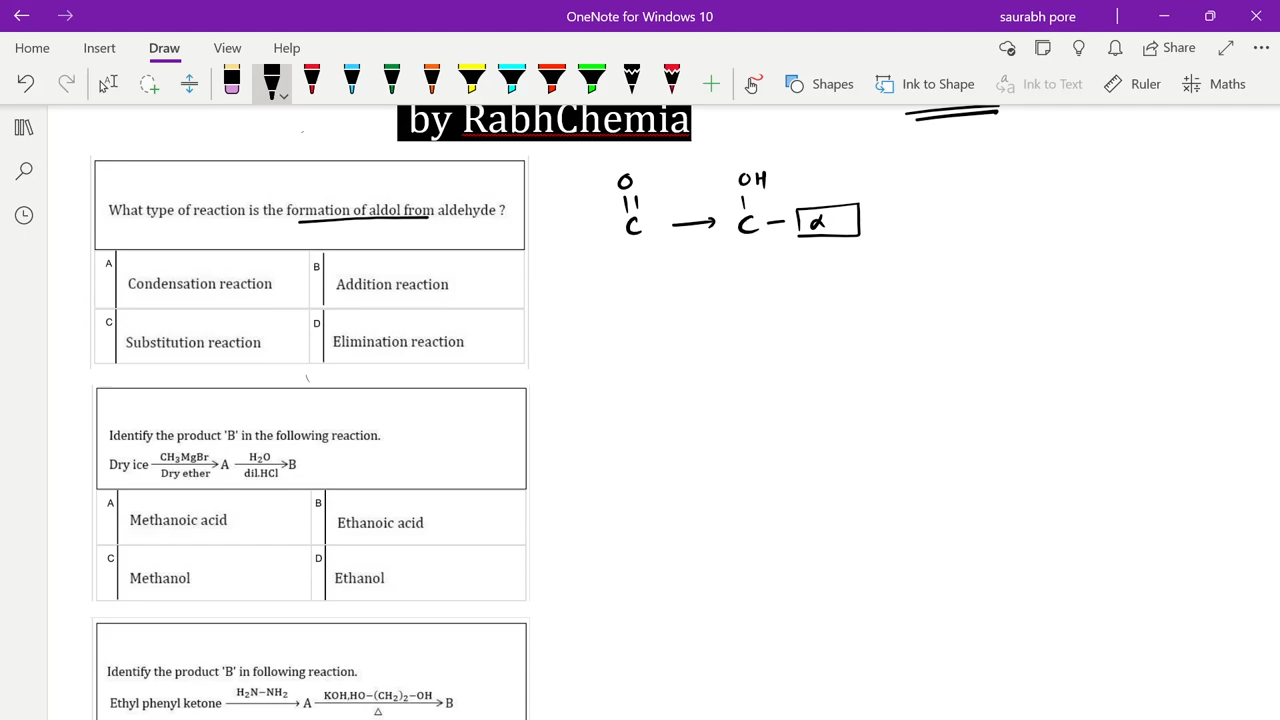 OneNote for Windows 10
saurabh pore
Home Insert Draw View Help
Share
Shapes Ink to Shape Ink to Text Ruler Maths
by RabhChemia
What type of reaction is the formation of aldol from aldehyde ?
A Condensation reaction
B Addition reaction
C Substitution reaction
D Elimination reaction
O
C → C – α
OH
Identify the product 'B' in the following reaction.
CH₃MgBr H₂O
Dry ice → A → B
Dry ether dil.HCl
A Methanoic acid
B Ethanoic acid
C Methanol
D Ethanol
Identify the product 'B' in following reaction.
H₂N−NH₂ KOH,HO−(CH₂)₂−OH
Ethyl phenyl ketone → A → B
△